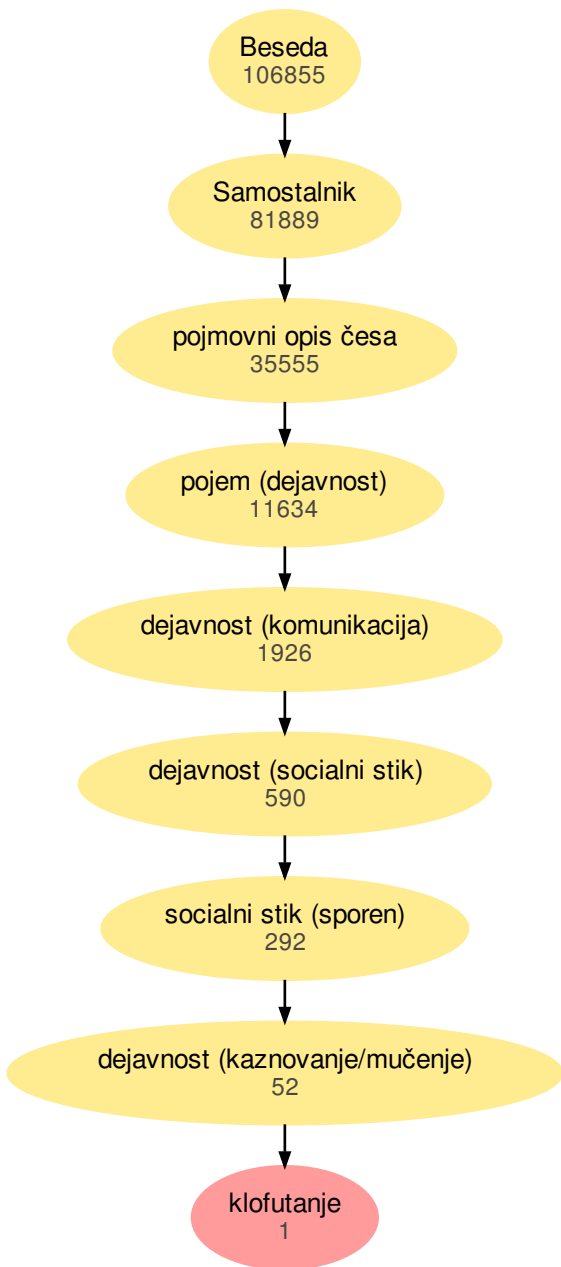 Beseda
106855
Samostalnik
81889
pojmovni opis česa
35555
pojem (dejavnost)
11634
dejavnost (komunikacija)
1926
dejavnost (socialni stik)
590
socialni stik (sporen)
292
dejavnost (kaznovanje/mučenje)
52
klofutanje
1